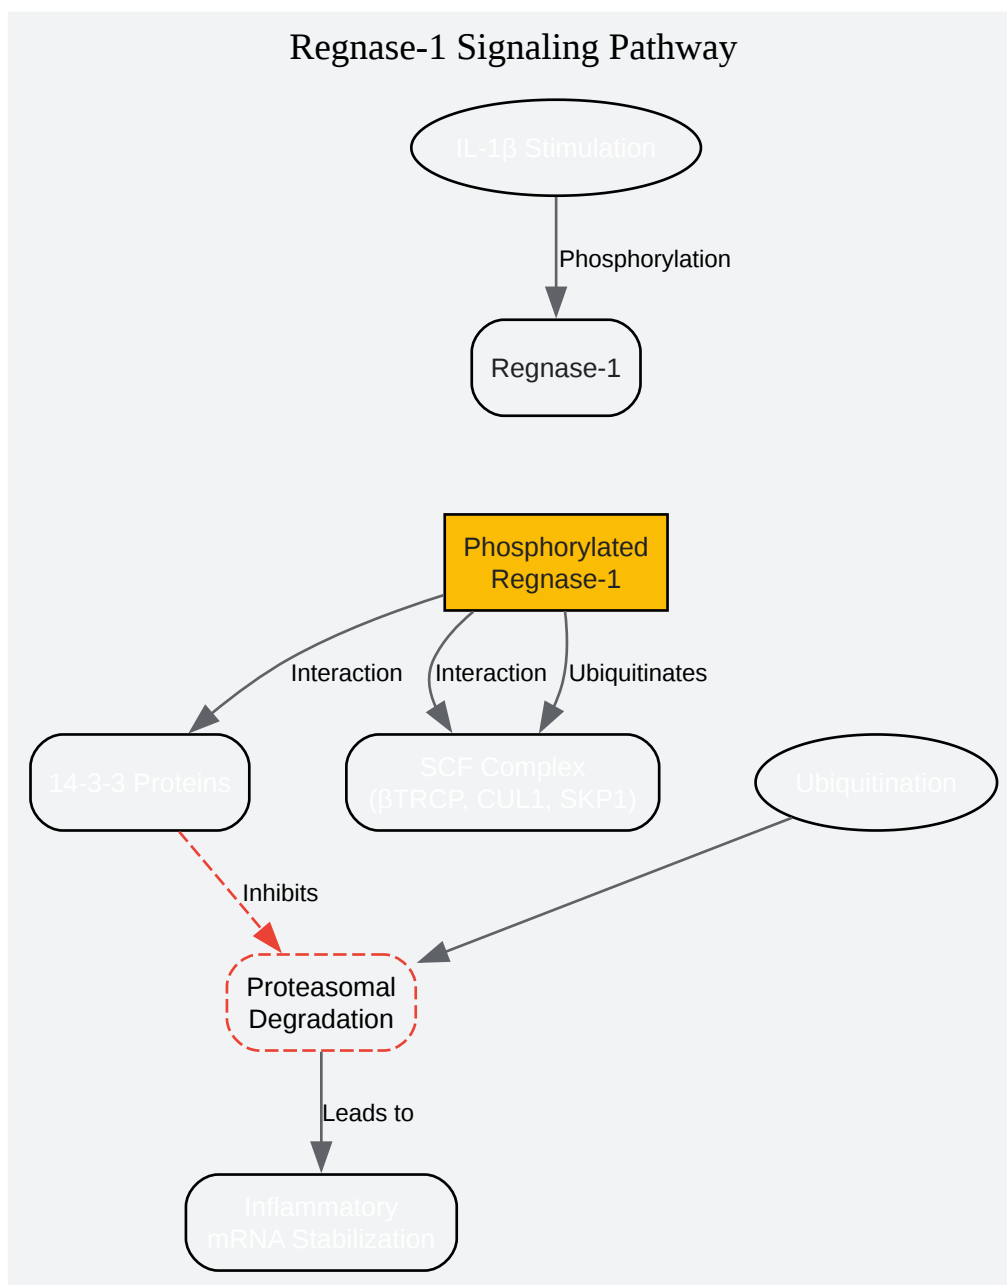 Regnase-1 Signaling Pathway
IL-1β Stimulation
Phosphorylation
Regnase-1
Phosphorylated
Regnase-1
Interaction
Interaction
Ubiquitinates
14-3-3 Proteins
SCF Complex
(βTRCP, CUL1, SKP1)
Ubiquitination
Inhibits
Proteasomal
Degradation
Leads to
Inflammatory
mRNA Stabilization